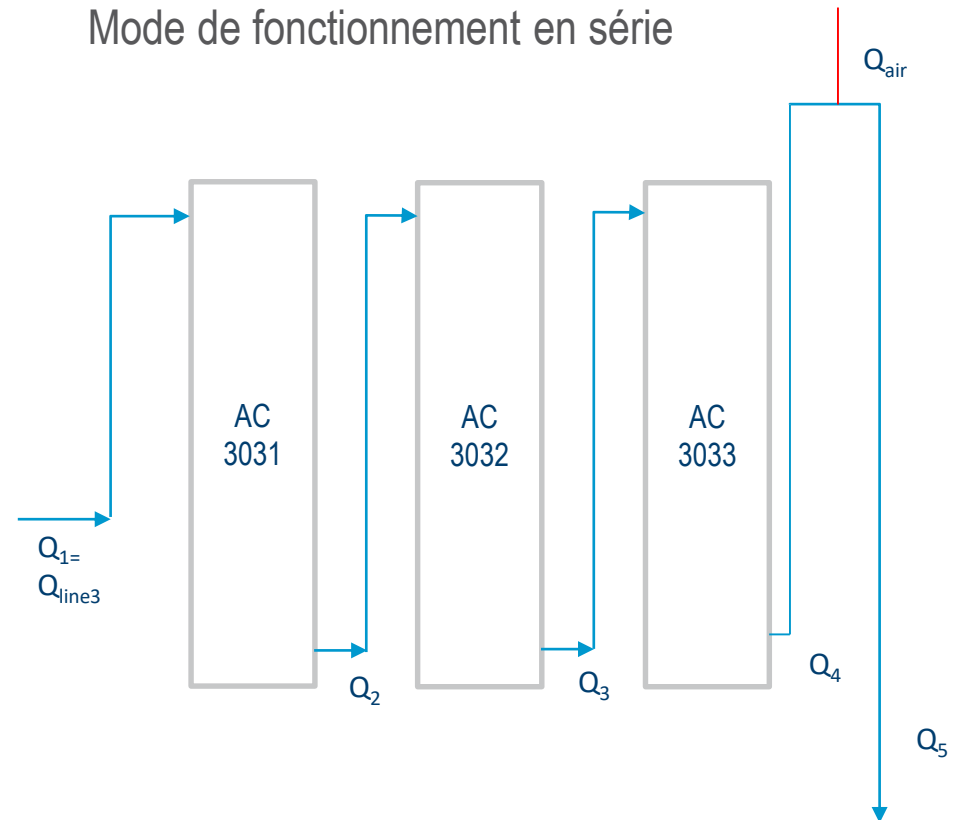 Mode de fonctionnement en série
Qair
AC
3031
AC
3032
AC
3033
Q1=
Qline3
Q2
Q3
Q4
Q5